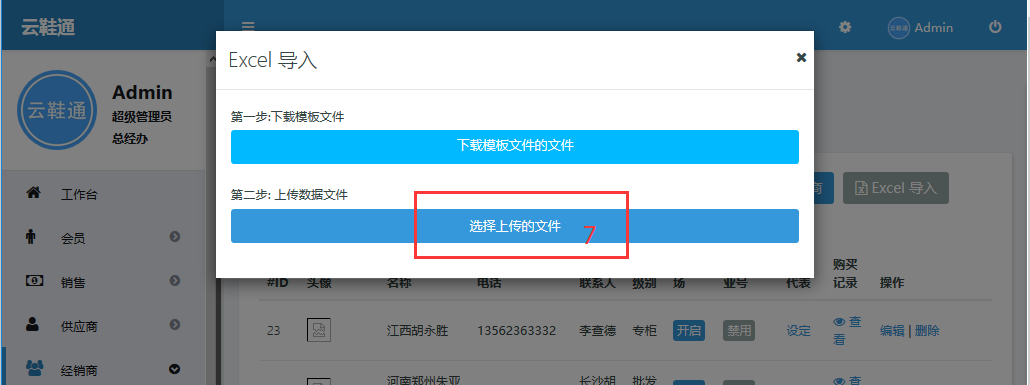 云鞋通
Admin
Excel 导入
云鞋通
Admin
超级管理员
总经办
第一步:下载模板文件
下载模板文件的文件
第二步: 上传数据文件
选择上传的文件
7
商
Excel 导入
工作台
会员
销售
供应商
经销商
#ID 头像 名称 电话 联系人 级别 场 业号 代表 购买记录 操作
23 江西胡永胜 13562363332 李查德 专柜 开启 禁用 设定 查看 编辑 | 删除
河南郑州朱亚 长沙胡 批发 查